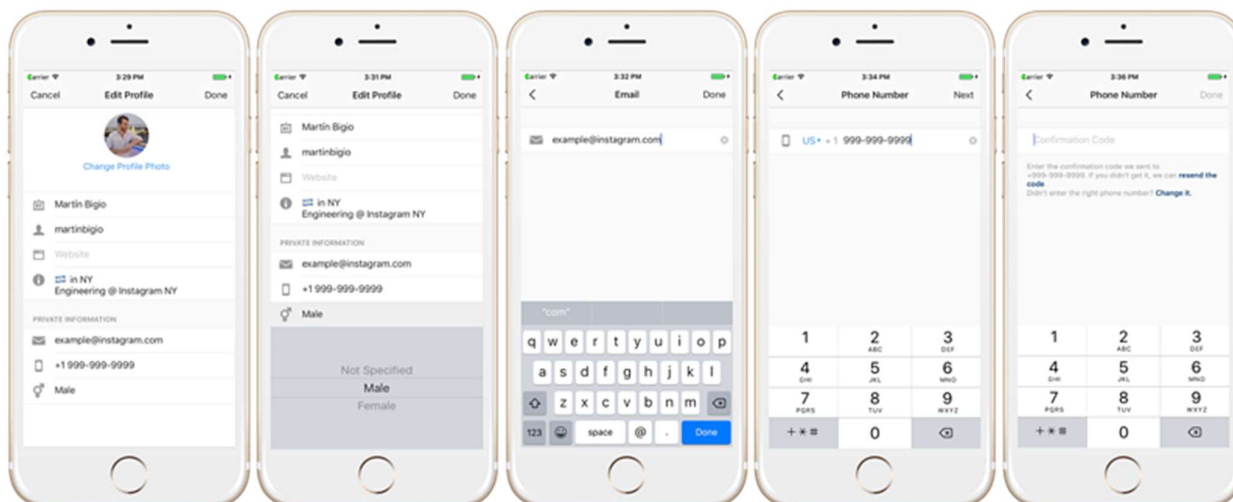 Carrier 3:29 PM
Cancel Edit Profile Done
Change Profile Photo
Martín Bigio
martinbigio
Website
in NY
Engineering @ Instagram NY
PRIVATE INFORMATION
example@instagram.com
+1 999-999-9999
Male
Carrier 3:31 PM
Cancel Edit Profile Done
Martín Bigio
martinbigio
Website
in NY
Engineering @ Instagram NY
PRIVATE INFORMATION
example@instagram.com
+1 999-999-9999
Male
Not Specified
Male
Female
Carrier 3:32 PM
Email Done
example@instagram.com
"com"
q w e r t y u i o p
a s d f g h j k l
z x c v b n m
123 space @ . Done
Carrier 3:34 PM
Phone Number Next
US + 1 999-999-9999
1 2 3
ABC DEF
4 5 6
GHI JKL MNO
7 8 9
PQRS TUV WXYZ
+ * # 0
Carrier 3:36 PM
Phone Number Done
Confirmation Code
Enter the confirmation code we sent to
+999-999-9999. If you didn't get it, we can resend the
code
Didn't enter the right phone number? Change it.
1 2 3
ABC DEF
4 5 6
GHI JKL MNO
7 8 9
PQRS TUV WXYZ
+ * # 0